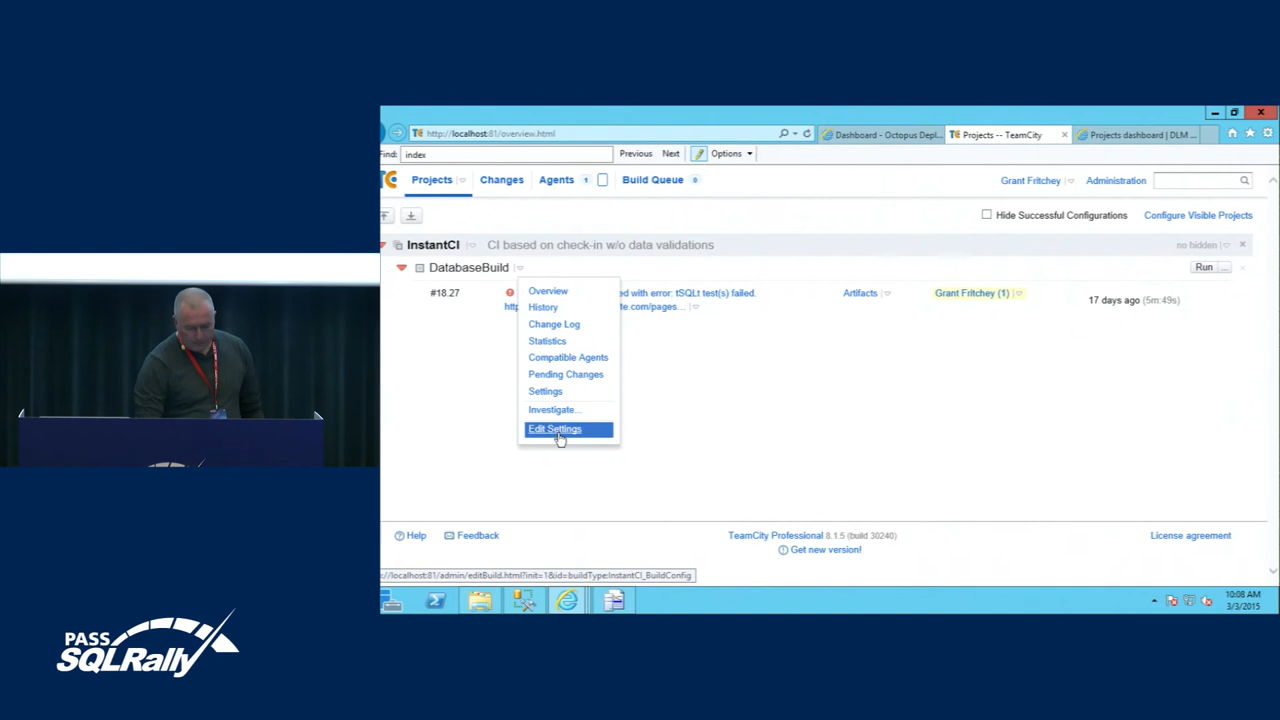 http://localhost:81/overview.html
Dashboard - Octopus Depl...
Projects -- TeamCity
Projects dashboard | DLM ...
Find: index Previous Next Options
Projects Changes Agents 1 Build Queue 0 Grant Fritchey Administration
Hide Successful Configurations Configure Visible Projects
InstantCI CI based on check-in w/o data validations no hidden
DatabaseBuild Run ...
#18.27 ed with error: tSQLt test(s) failed. Artifacts Grant Fritchey (1) 17 days ago (5m:49s)
te.com/pages...
Overview
History
Change Log
Statistics
Compatible Agents
Pending Changes
Settings
Investigate...
Edit Settings
Help Feedback TeamCity Professional 8.1.5 (build 30240) License agreement
Get new version!
://localhost:81/admin/editBuild.html?init=1&id=buildType:InstantCI_BuildConfig
10:08 AM
3/3/2015
PASS
SQLRally